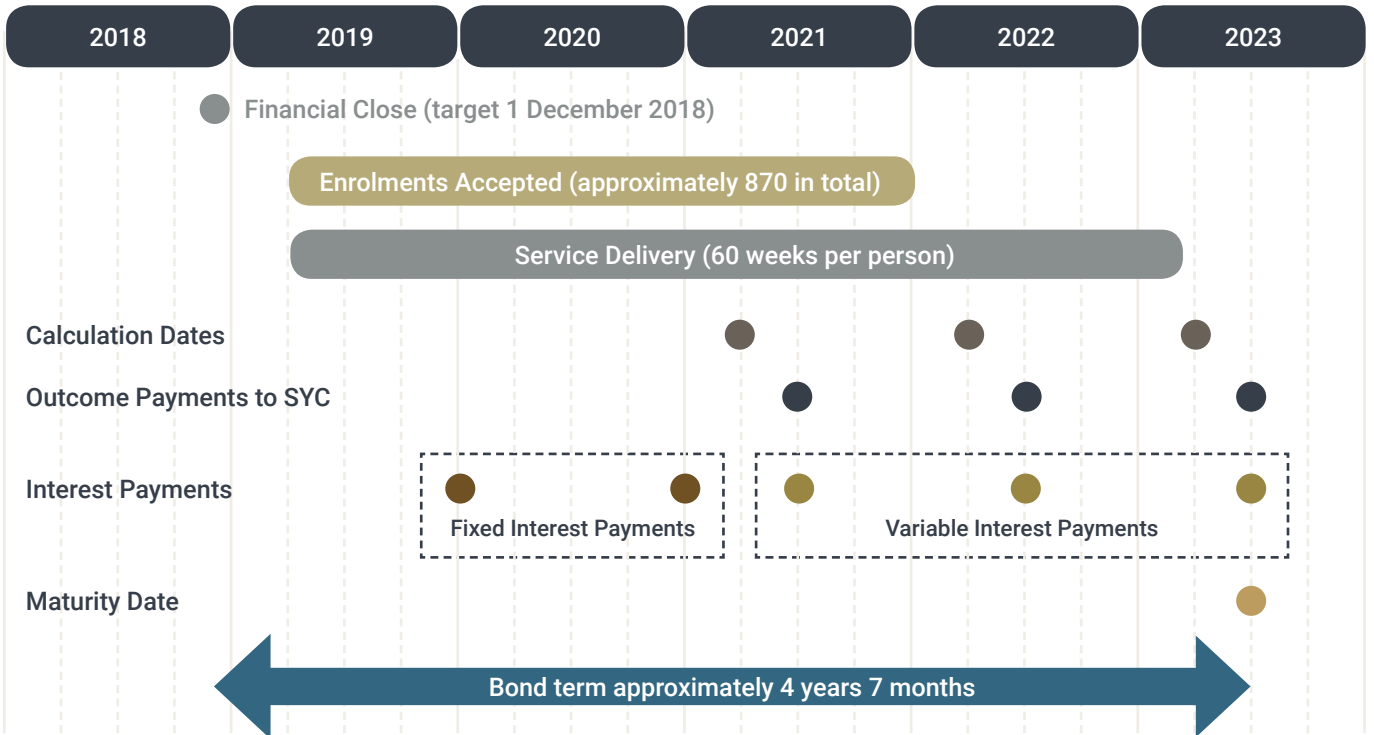 2018 2019 2020 2021 2022 2023
Financial Close (target 1 December 2018)
Enrolments Accepted (approximately 870 in total)
Service Delivery (60 weeks per person)
Calculation Dates
Outcome Payments to SYC
Interest Payments
Fixed Interest Payments
Variable Interest Payments
Maturity Date
Bond term approximately 4 years 7 months